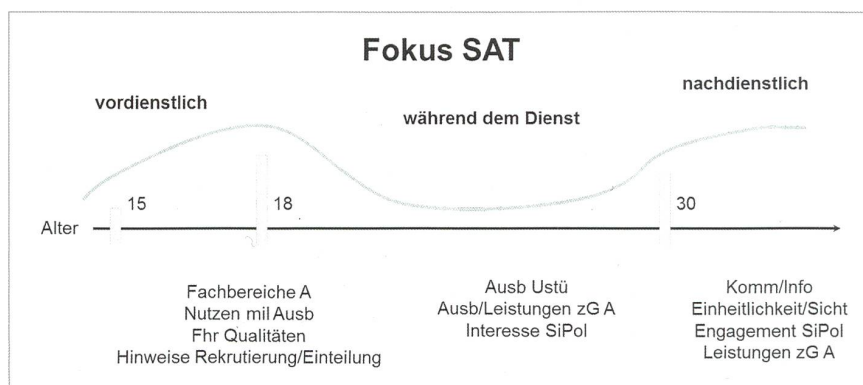 Fokus SAT
vordienstlich
während dem Dienst
nachdienstlich
15
18
30
Alter
Fachbereiche A
Nutzen mil Ausb
Fhr Qualitäten
Hinweise Rekrutierung/Einteilung
Ausb Ustü
Ausb/Leistungen zG A
Interesse SiPol
Komm/Info
Einheitlichkeit/Sicht
Engagement SiPol
Leistungen zG A